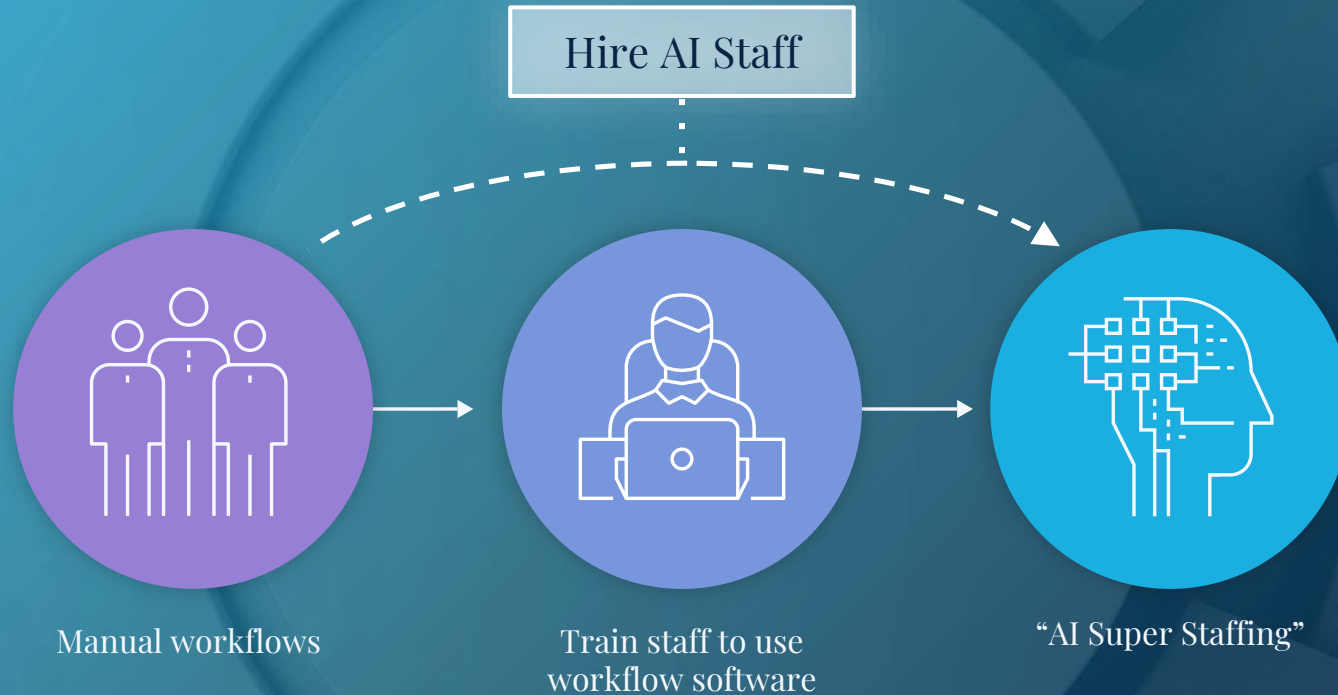 Hire AI Staff
Manual workflows
Train staff to use
workflow software
“AI Super Staffing”